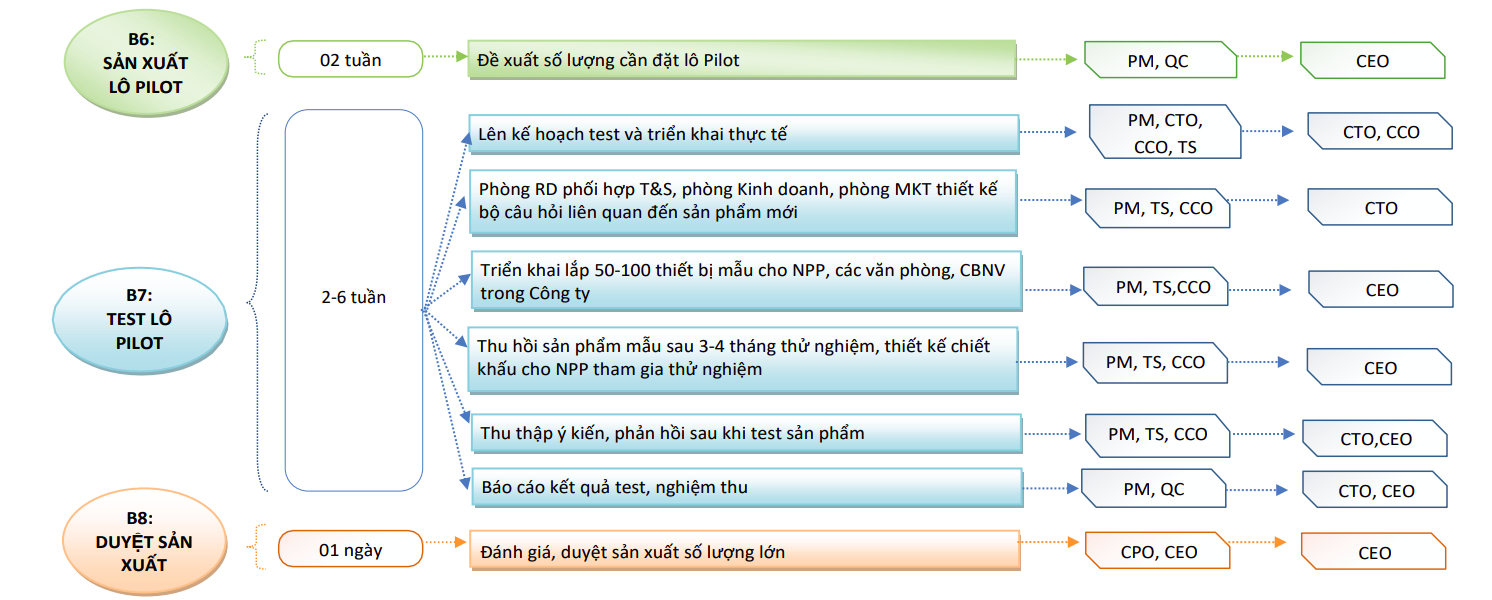 B6:
SẢN XUẤT
LÔ PILOT
02 tuần
Đề xuất số lượng cần đặt lô Pilot
PM, QC
CEO
B7:
TEST LÔ
PILOT
2-6 tuần
Lên kế hoạch test và triển khai thực tế
PM, CTO,
CCO, TS
CTO, CCO
Phòng RD phối hợp T&S, phòng Kinh doanh, phòng MKT thiết kế
bộ câu hỏi liên quan đến sản phẩm mới
PM, TS, CCO
CTO
Triển khai lắp 50-100 thiết bị mẫu cho NPP, các văn phòng, CBNV
trong Công ty
PM, TS,CCO
CEO
Thu hồi sản phẩm mẫu sau 3-4 tháng thử nghiệm, thiết kế chiết
khấu cho NPP tham gia thử nghiệm
PM, TS, CCO
CEO
Thu thập ý kiến, phản hồi sau khi test sản phẩm
PM, TS, CCO
CTO,CEO
Báo cáo kết quả test, nghiệm thu
PM, QC
CTO, CEO
B8:
DUYỆT SẢN
XUẤT
01 ngày
Đánh giá, duyệt sản xuất số lượng lớn
CPO, CEO
CEO